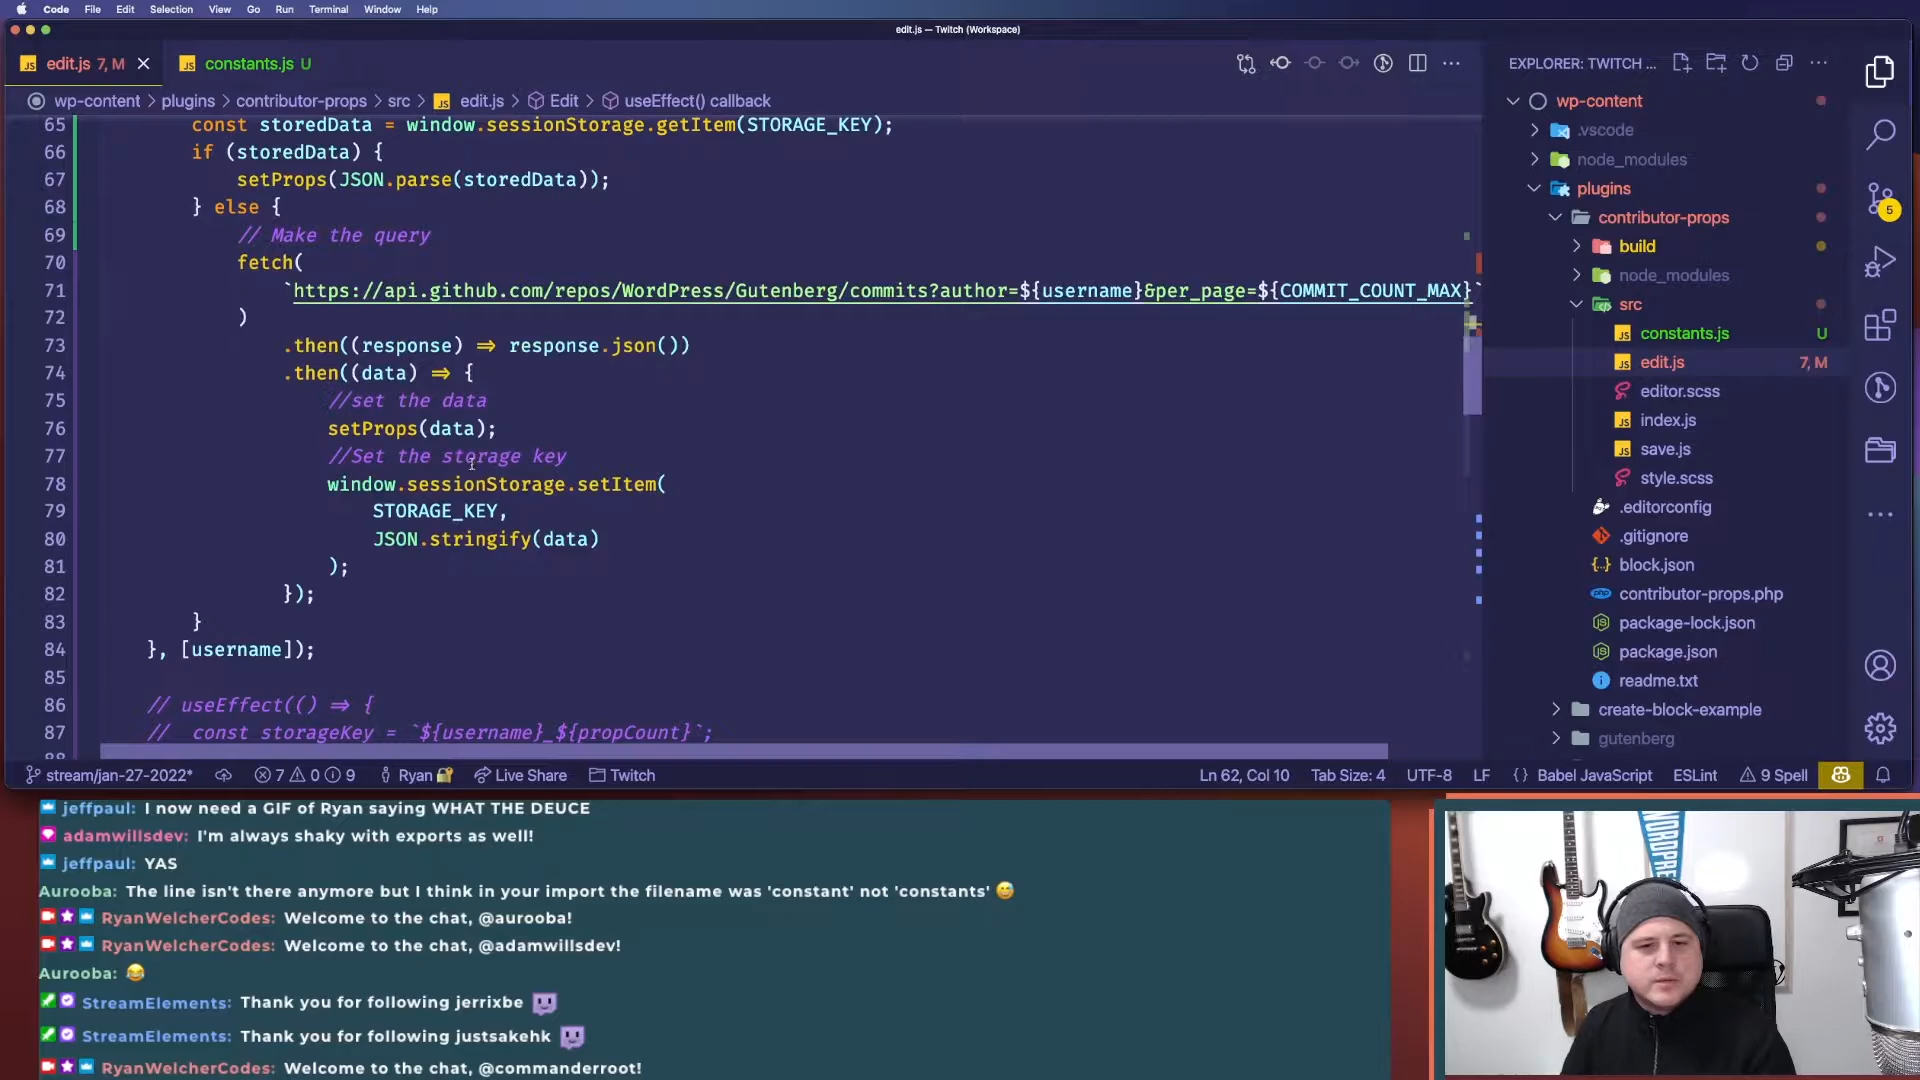 Code File Edit Selection View Go Run Terminal Window Help
edit.js — Twitch (Workspace)
edit.js 7, M constants.js U
EXPLORER: TWITCH ...
wp-content > plugins > contributor-props > src > edit.js > Edit > useEffect() callback
65 const storedData = window.sessionStorage.getItem(STORAGE_KEY);
66 if (storedData) {
67 setProps(JSON.parse(storedData));
68 } else {
69 // Make the query
70 fetch(
71 `https://api.github.com/repos/WordPress/Gutenberg/commits?author=${username}&per_page=${COMMIT_COUNT_MAX}`
72 )
73 .then((response) => response.json())
74 .then((data) => {
75 //set the data
76 setProps(data);
77 //Set the storage key
78 window.sessionStorage.setItem(
79 STORAGE_KEY,
80 JSON.stringify(data)
81 );
82 });
83 }
84 }, [username]);
85
86 // useEffect(() => {
87 // const storageKey = `${username}_${propCount}`;
wp-content
.vscode
node_modules
plugins
contributor-props
build
node_modules
src
constants.js U
edit.js 7, M
editor.scss
index.js
save.js
style.scss
.editorconfig
.gitignore
block.json
contributor-props.php
package-lock.json
package.json
readme.txt
create-block-example
gutenberg
5
stream/jan-27-2022* 7 0 9 Ryan Live Share Twitch Ln 62, Col 10 Tab Size: 4 UTF-8 LF {} Babel JavaScript ESLint 9 Spell
jeffpaul: I now need a GIF of Ryan saying WHAT THE DEUCE
adamwillsdev: I'm always shaky with exports as well!
jeffpaul: YAS
Aurooba: The line isn't there anymore but I think in your import the filename was 'constant' not 'constants' 😅
RyanWelcherCodes: Welcome to the chat, @aurooba!
RyanWelcherCodes: Welcome to the chat, @adamwillsdev!
Aurooba: 😂
StreamElements: Thank you for following jerrixbe
StreamElements: Thank you for following justsakehk
RyanWelcherCodes: Welcome to the chat, @commanderroot!